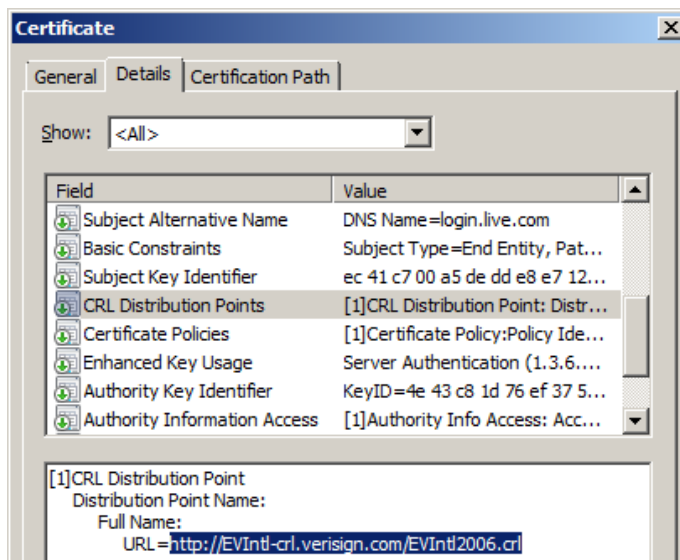 Certificate
General Details Certification Path
Show: <All>
Field Value
Subject Alternative Name DNS Name=login.live.com
Basic Constraints Subject Type=End Entity, Pat...
Subject Key Identifier ec 41 c7 00 a5 de dd e8 e7 12...
CRL Distribution Points [1]CRL Distribution Point: Distr...
Certificate Policies [1]Certificate Policy:Policy Ide...
Enhanced Key Usage Server Authentication (1.3.6....
Authority Key Identifier KeyID=4e 43 c8 1d 76 ef 37 5...
Authority Information Access [1]Authority Info Access: Acc...
[1]CRL Distribution Point
Distribution Point Name:
Full Name:
URL=http://EVIntl-crl.verisign.com/EVIntl2006.crl